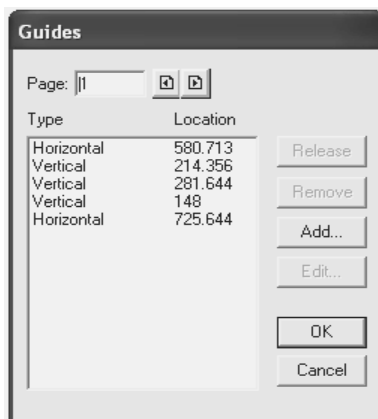 Guides
Page: 1
Type Location
Horizontal 580.713
Vertical 214.356
Vertical 281.644
Vertical 148
Horizontal 725.644
Release
Remove
Add...
Edit...
OK
Cancel